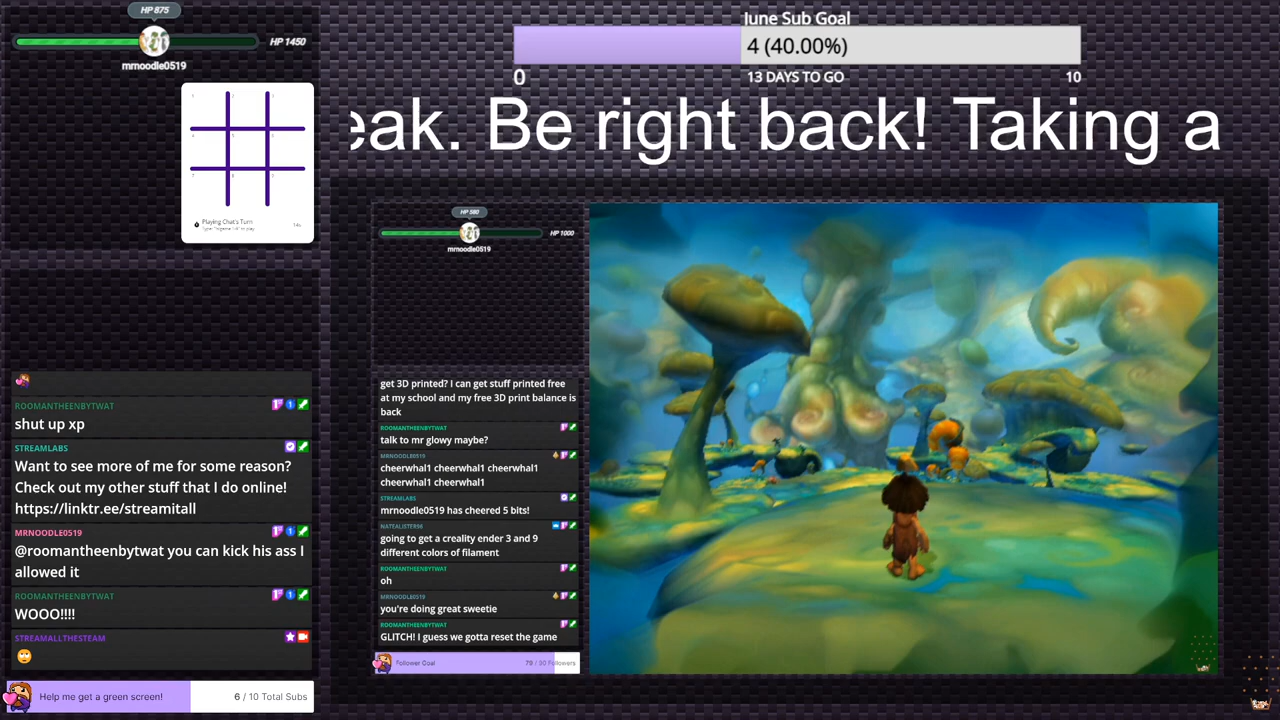 HP 875
HP 1450
mrnoodle0519
June Sub Goal
4 (40.00%)
0
13 DAYS TO GO
10
eak. Be right back! Taking a
Playing Chat's Turn
14s
ROOMANTHEENBYTWAT
shut up xp
STREAMLABS
Want to see more of me for some reason?
Check out my other stuff that I do online!
https://linktr.ee/streamitall
MRNOODLE0519
@roomantheenbytwat you can kick his ass I
allowed it
ROOMANTHEENBYTWAT
WOOO!!!!
STREAMALLTHESTEAM
Help me get a green screen!
6 / 10 Total Subs
HP 580
HP 1000
mrnoodle0519
get 3D printed? I can get stuff printed free
at my school and my free 3D print balance is
back
ROOMANTHEENBYTWAT
talk to mr glowy maybe?
MRNOODLE0519
cheerwhal1 cheerwhal1 cheerwhal1
cheerwhal1 cheerwhal1
STREAMLABS
mrnoodle0519 has cheered 5 bits!
NATEALISTER98
going to get a creality ender 3 and 9
different colors of filament
ROOMANTHEENBYTWAT
oh
MRNOODLE0519
you're doing great sweetie
ROOMANTHEENBYTWAT
GLITCH! I guess we gotta reset the game
Follower Goal
Followers